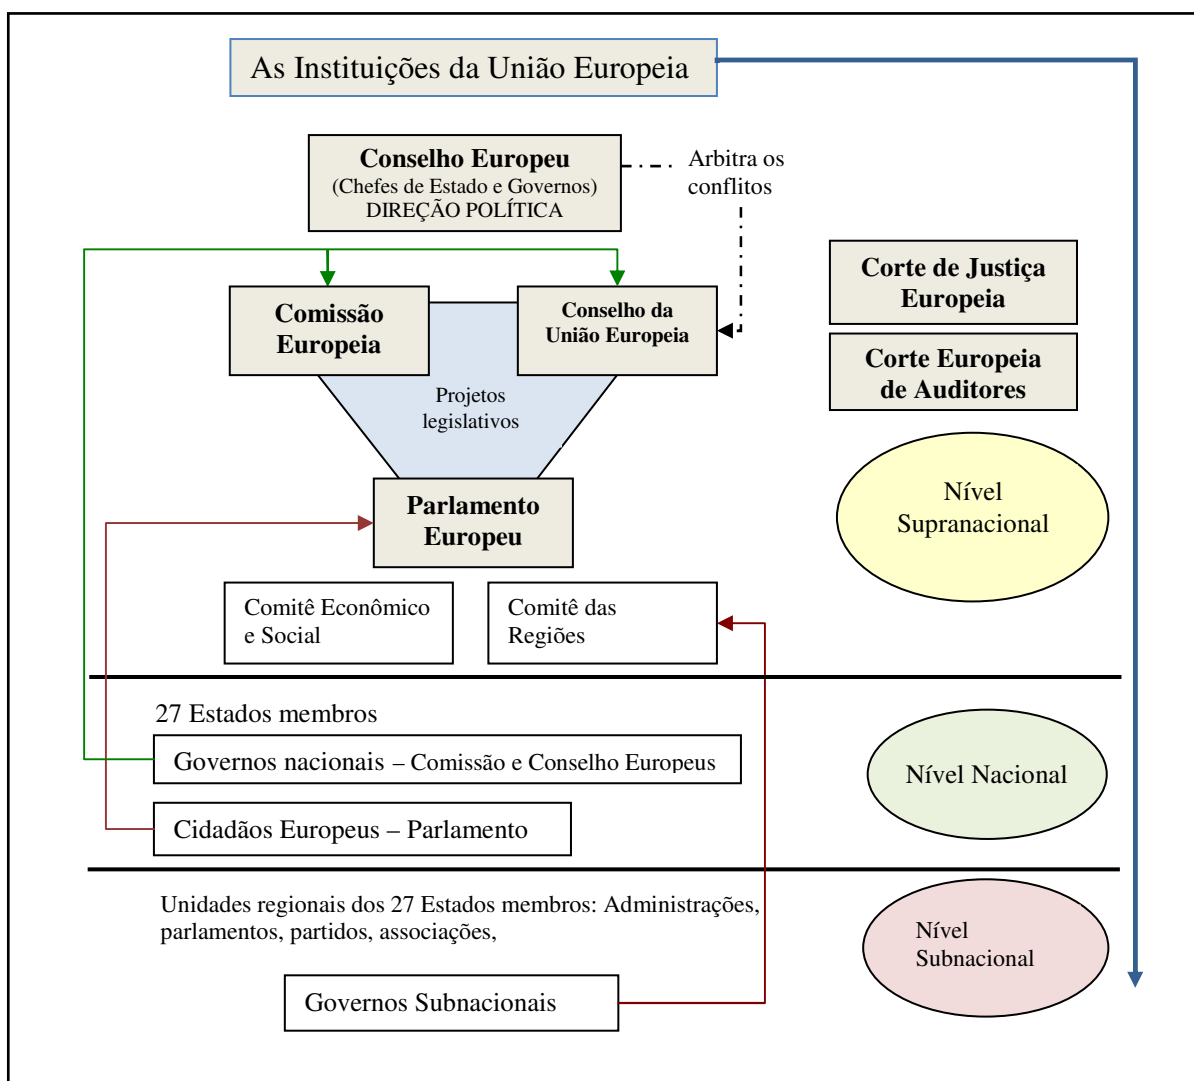 As Instituições da União Europeia
Conselho Europeu
(Chefes de Estado e Governos)
DIREÇÃO POLÍTICA
Arbitra os
conflitos
Comissão
Europeia
Conselho da
União Europeia
Corte de Justiça
Europeia
Corte Europeia
de Auditores
Projetos
legislativos
Parlamento
Europeu
Nível
Supranacional
Comitê Econômico
e Social
Comitê das
Regiões
27 Estados membros
Governos nacionais – Comissão e Conselho Europeus
Nível Nacional
Cidadãos Europeus – Parlamento
Unidades regionais dos 27 Estados membros: Administrações,
parlamentos, partidos, associações,
Nível
Subnacional
Governos Subnacionais